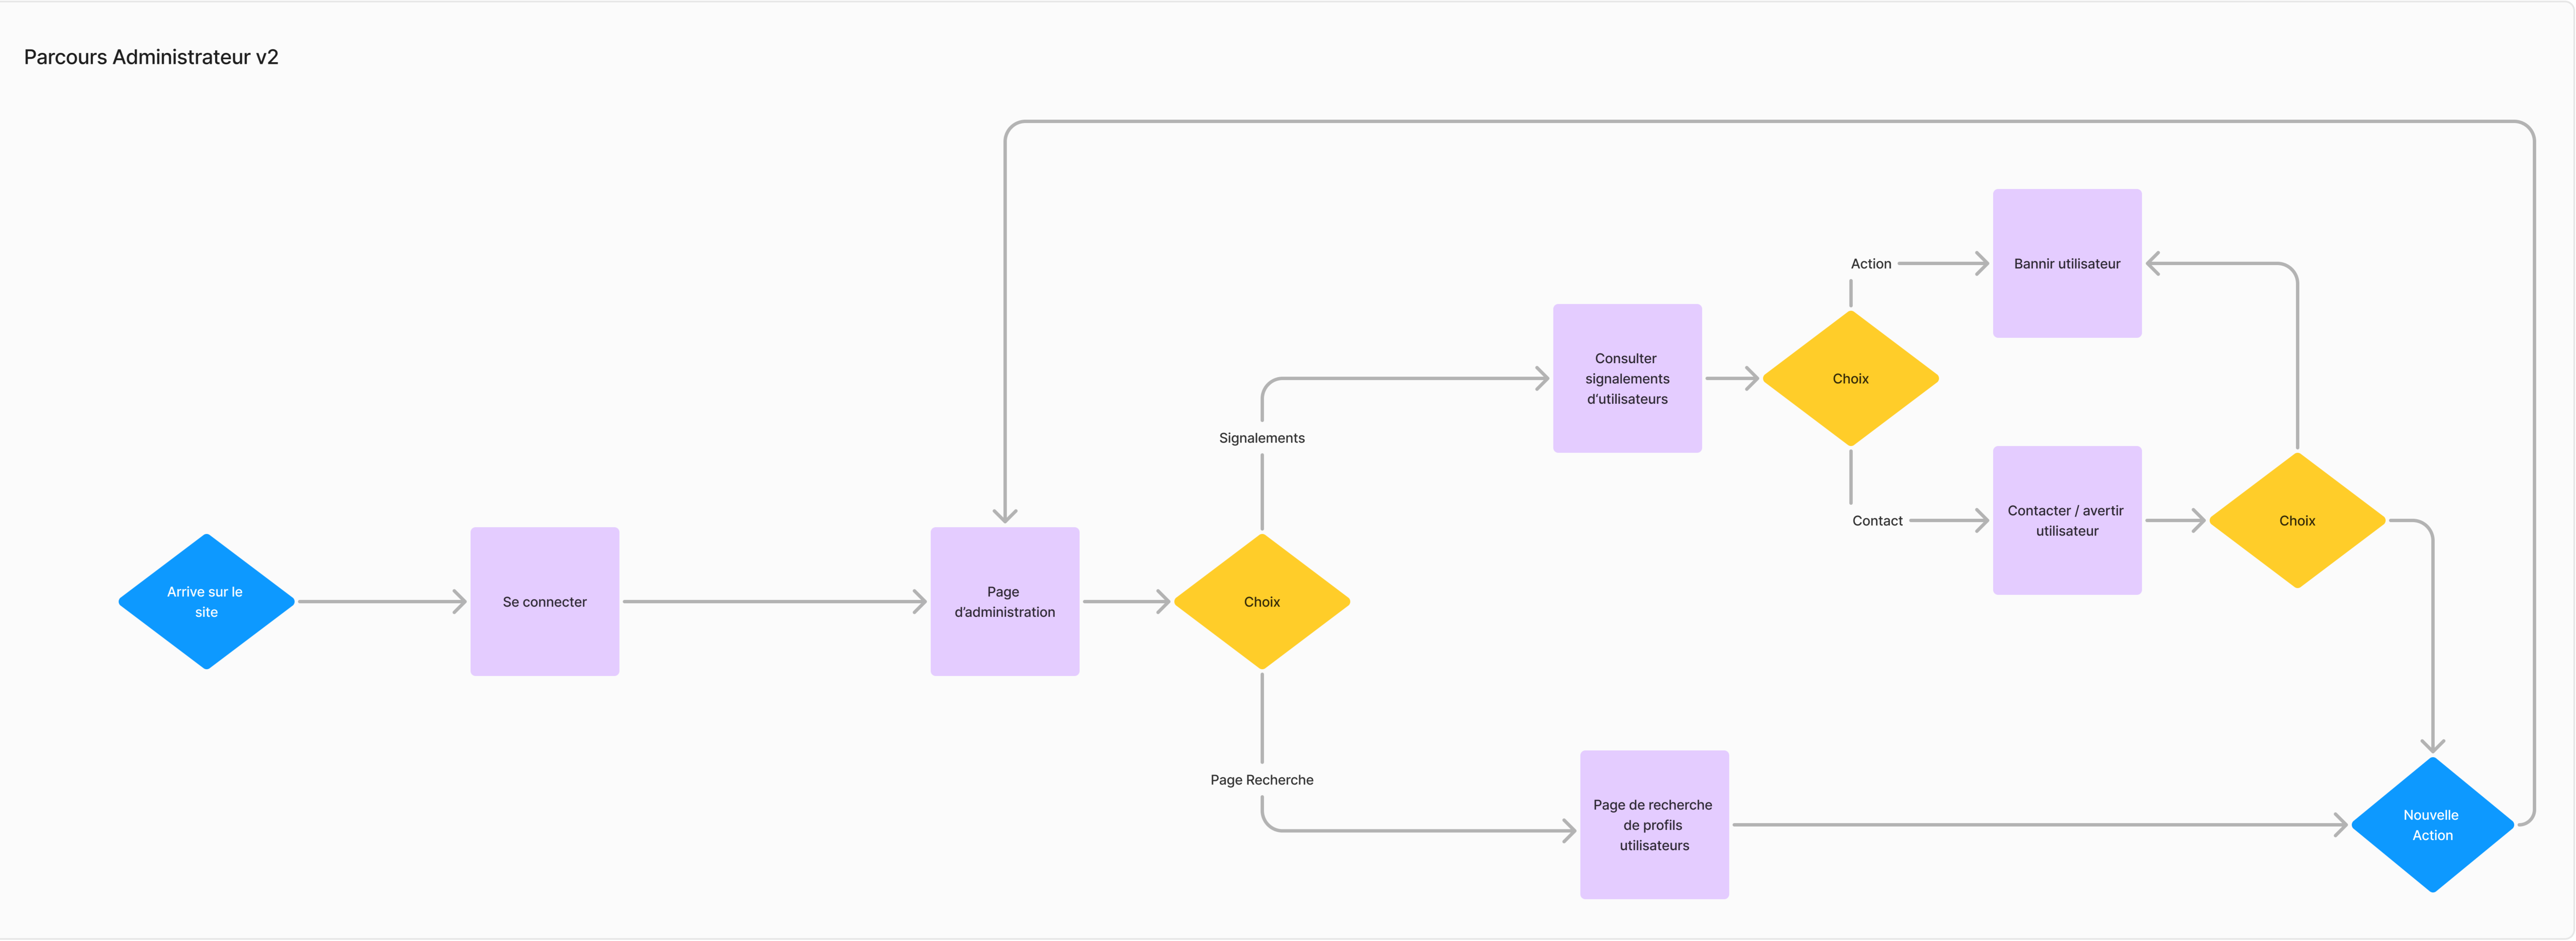 Parcours Administrateur v2
Action
Bannir utilisateur
Consulter
signalements
d'utilisateurs
Choix
Signalements
Contact
Contacter / avertir
utilisateur
Choix
Arrive sur le
site
Se connecter
Page
d'administration
Choix
Page Recherche
Page de recherche
de profils
utilisateurs
Nouvelle
Action